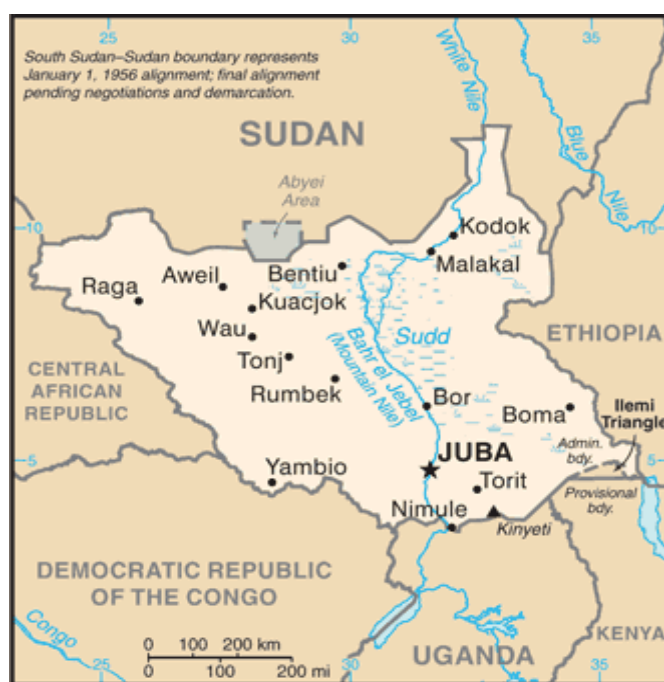 25
30
35
South Sudan–Sudan boundary represents
January 1, 1956 alignment; final alignment
pending negotiations and demarcation.
White Nile
Blue
Nile
SUDAN
Abyei
Area
10
10
Kodok
Malakal
Bentiu
Aweil
Raga
Kuacjok
Wau
Sudd
ETHIOPIA
Tonj
CENTRAL
AFRICAN
REPUBLIC
Bahr el Jebel
(Mountain Nile)
Rumbek
Bor
Boma
Ilemi
Triangle
Admin.
bdy.
5
5
JUBA
Yambio
Torit
Provisional
bdy.
Nimule
Kinyeti
DEMOCRATIC REPUBLIC
OF THE CONGO
Congo
KENYA
UGANDA
0 100 200 km
0 100 200 mi
25
30
35